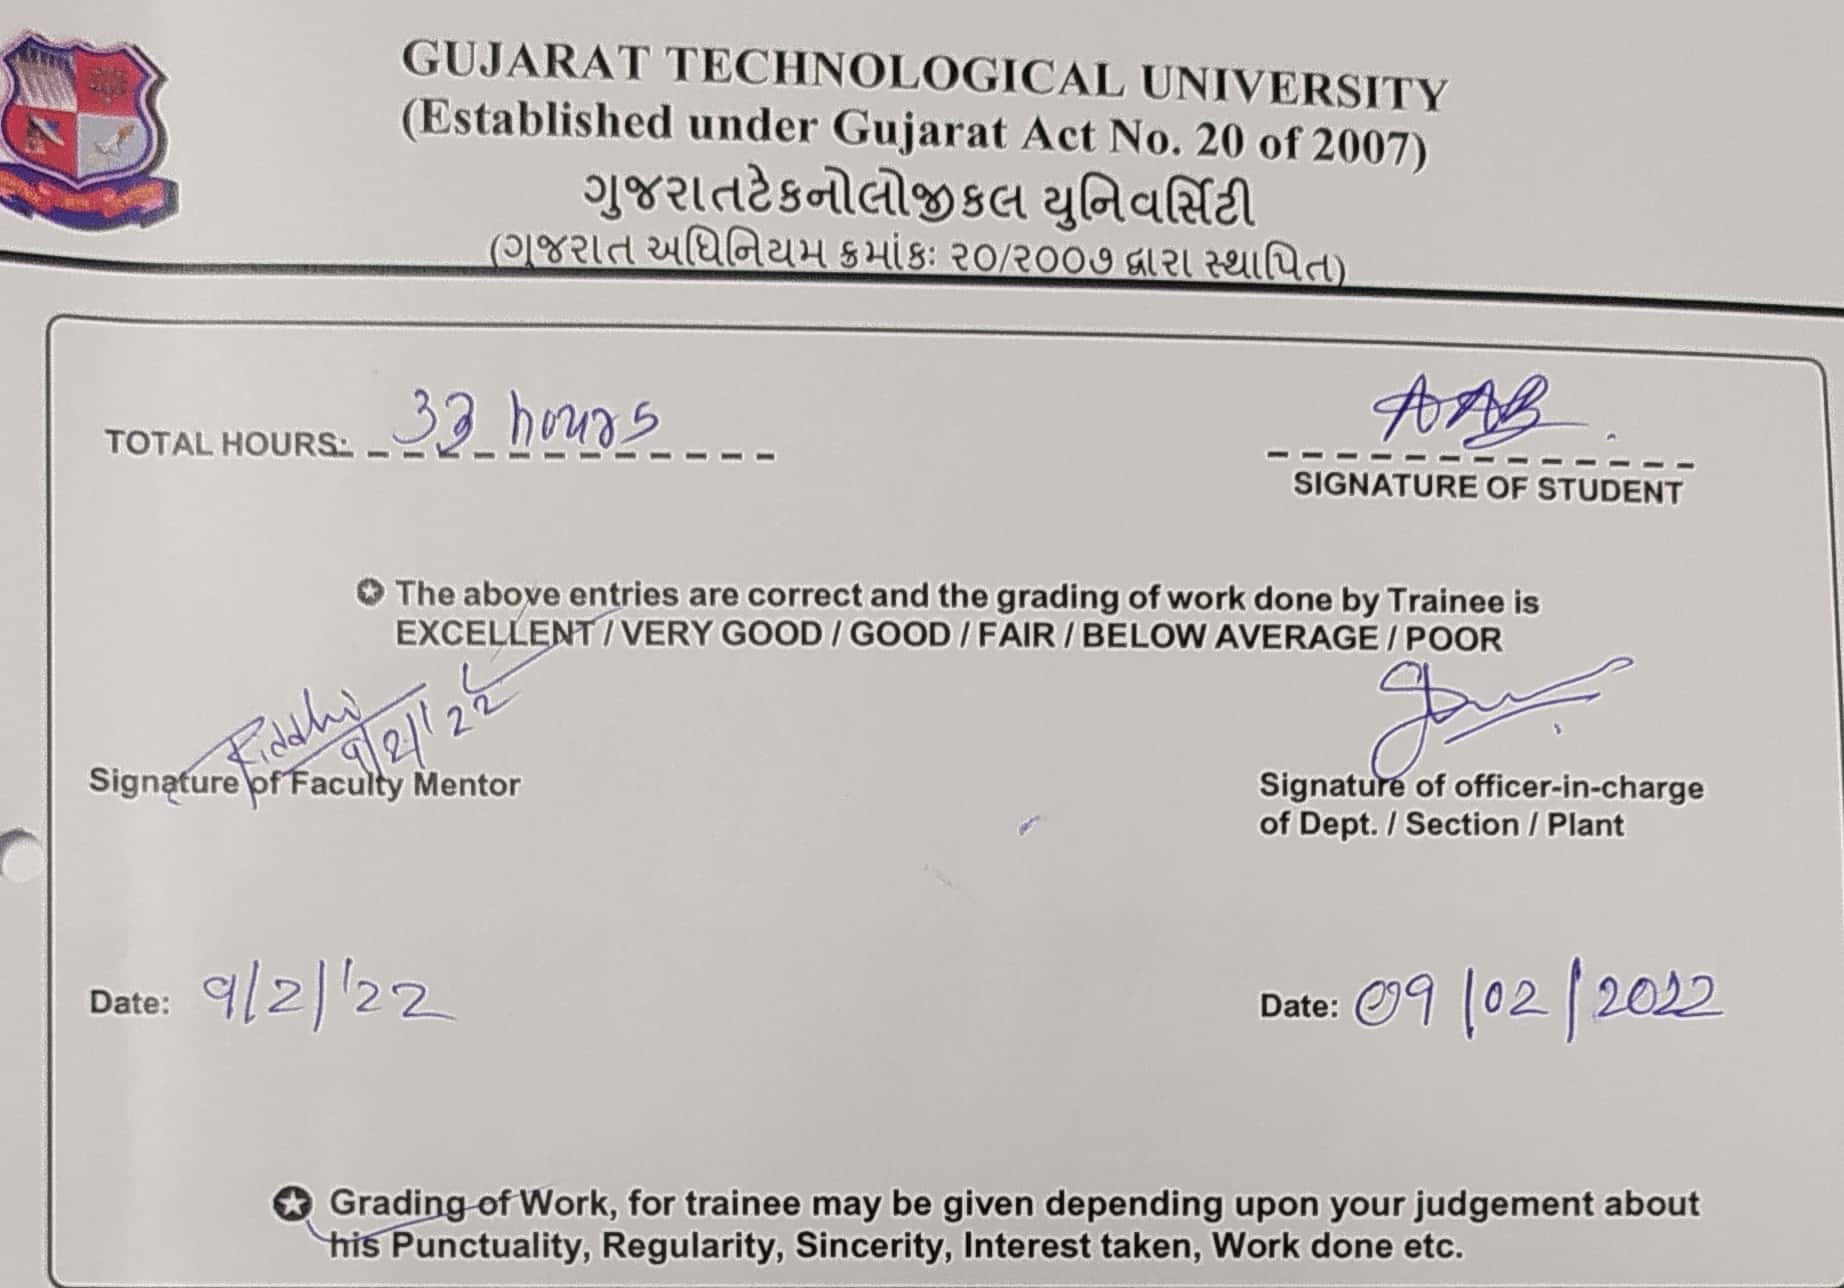 GUJARAT TECHNOLOGICAL UNIVERSITY
(Established under Gujarat Act No. 20 of 2007)
ગુજરાતટેકનોલોજીકલ યુનિવર્સિટી
(ગુજરાત અધિનિયમ ક્રમાંકઃ ૨૦/૨૦૦૭ દ્વારા સ્થાપિત)
TOTAL HOURS: 33 hours
AAB
SIGNATURE OF STUDENT
The above entries are correct and the grading of work done by Trainee is
EXCELLENT / VERY GOOD / GOOD / FAIR / BELOW AVERAGE / POOR
Riddhi
9/2/'22
Signature of Faculty Mentor
Signature of officer-in-charge
of Dept. / Section / Plant
Date: 9/2/'22
Date: 09/02/2022
Grading of Work, for trainee may be given depending upon your judgement about
his Punctuality, Regularity, Sincerity, Interest taken, Work done etc.